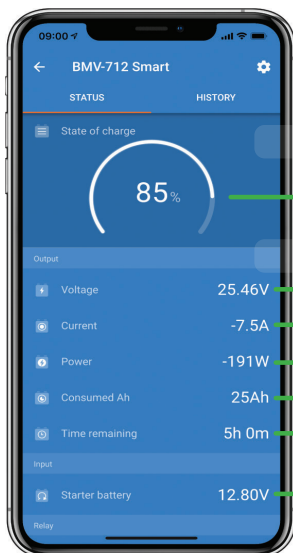 09:00
BMV-712 Smart
STATUS HISTORY
State of charge
85%
Output
Voltage 25.46V
Current -7.5A
Power -191W
Consumed Ah 25Ah
Time remaining 5h 0m
Input
Starter battery 12.80V
Relay